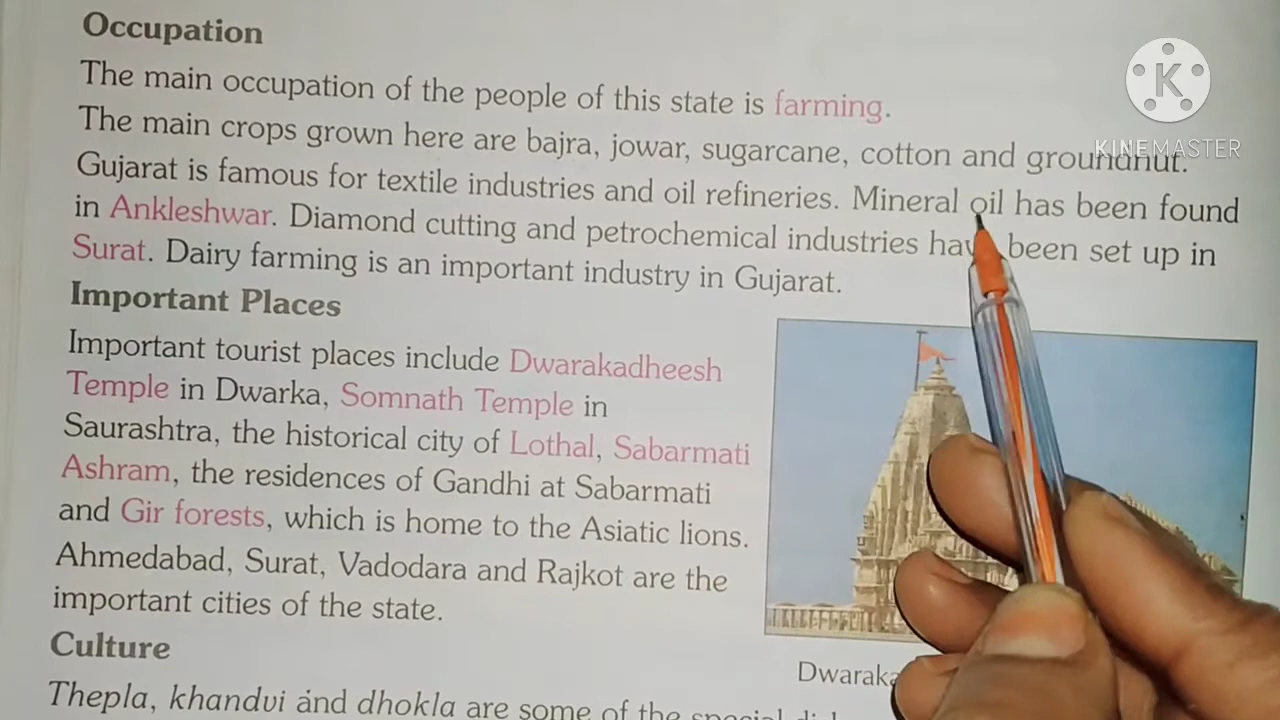 Occupation
The main occupation of the people of this state is farming.
The main crops grown here are bajra, jowar, sugarcane, cotton and groundnut.
Gujarat is famous for textile industries and oil refineries. Mineral oil has been found
in Ankleshwar. Diamond cutting and petrochemical industries have been set up in
Surat. Dairy farming is an important industry in Gujarat.
Important Places
Important tourist places include Dwarakadheesh
Temple in Dwarka, Somnath Temple in
Saurashtra, the historical city of Lothal, Sabarmati
Ashram, the residences of Gandhi at Sabarmati
and Gir forests, which is home to the Asiatic lions.
Ahmedabad, Surat, Vadodara and Rajkot are the
important cities of the state.
Culture
Thepla, khandvi and dhokla are some of the special
K
KINEMASTER